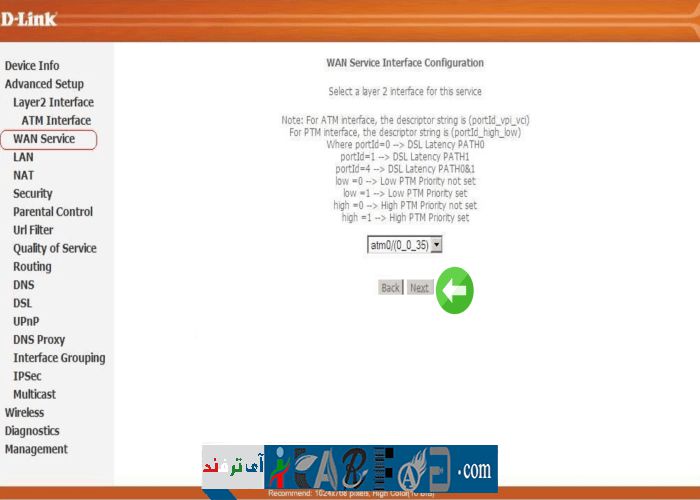 D-Link
Device Info
Advanced Setup
Layer2 Interface
ATM Interface
WAN Service
LAN
NAT
Security
Parental Control
Url Filter
Quality of Service
Routing
DNS
DSL
UPnP
DNS Proxy
Interface Grouping
IPSec
Multicast
Wireless
Diagnostics
Management
WAN Service Interface Configuration
Select a layer 2 interface for this service
Note: For ATM interface, the descriptor string is (portId_vpi_vci)
For PTM interface, the descriptor string is (portId_high_low)
Where portId=0 --> DSL Latency PATH0
portId=1 --> DSL Latency PATH1
portId=4 --> DSL Latency PATH0&1
low =0 --> Low PTM Priority not set
low =1 --> Low PTM Priority set
high =0 --> High PTM Priority not set
high =1 --> High PTM Priority set
atm0/(0_0_35)
Back Next
آی ترفند
.com
Recommend: 1024x768 pixels, High Color(16 Bits)